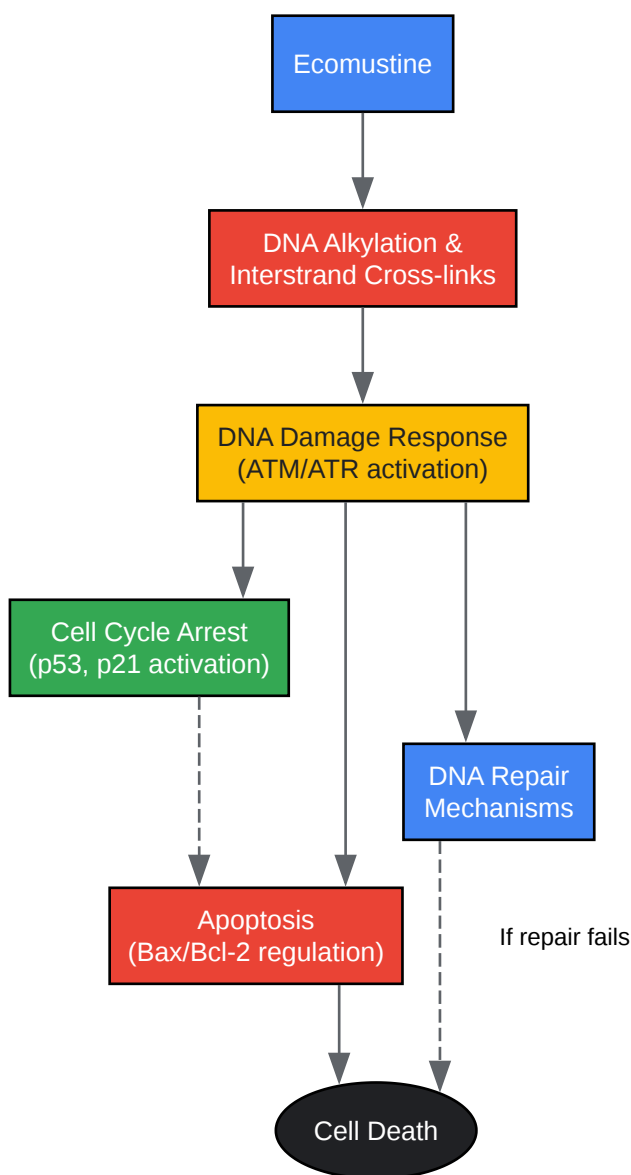 Ecomustine
DNA Alkylation &
Interstrand Cross-links
DNA Damage Response
(ATM/ATR activation)
Cell Cycle Arrest
(p53, p21 activation)
DNA Repair
Mechanisms
Apoptosis
(Bax/Bcl-2 regulation)
If repair fails
Cell Death